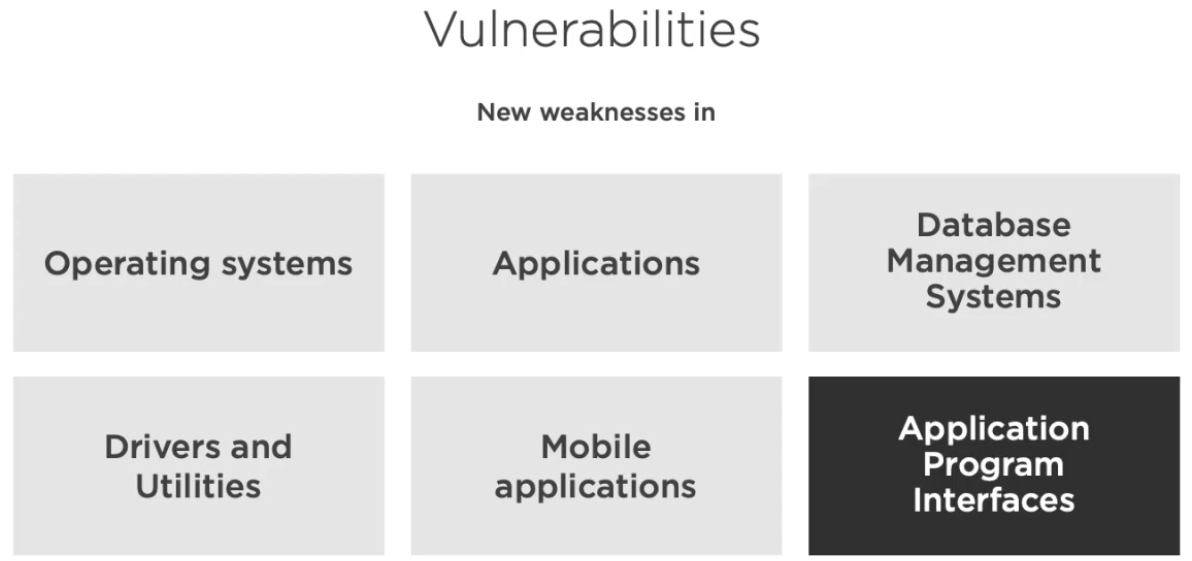 Vulnerabilities
New weaknesses in
Operating systems
Applications
Database
Management
Systems
Drivers and
Utilities
Mobile
applications
Application
Program
Interfaces